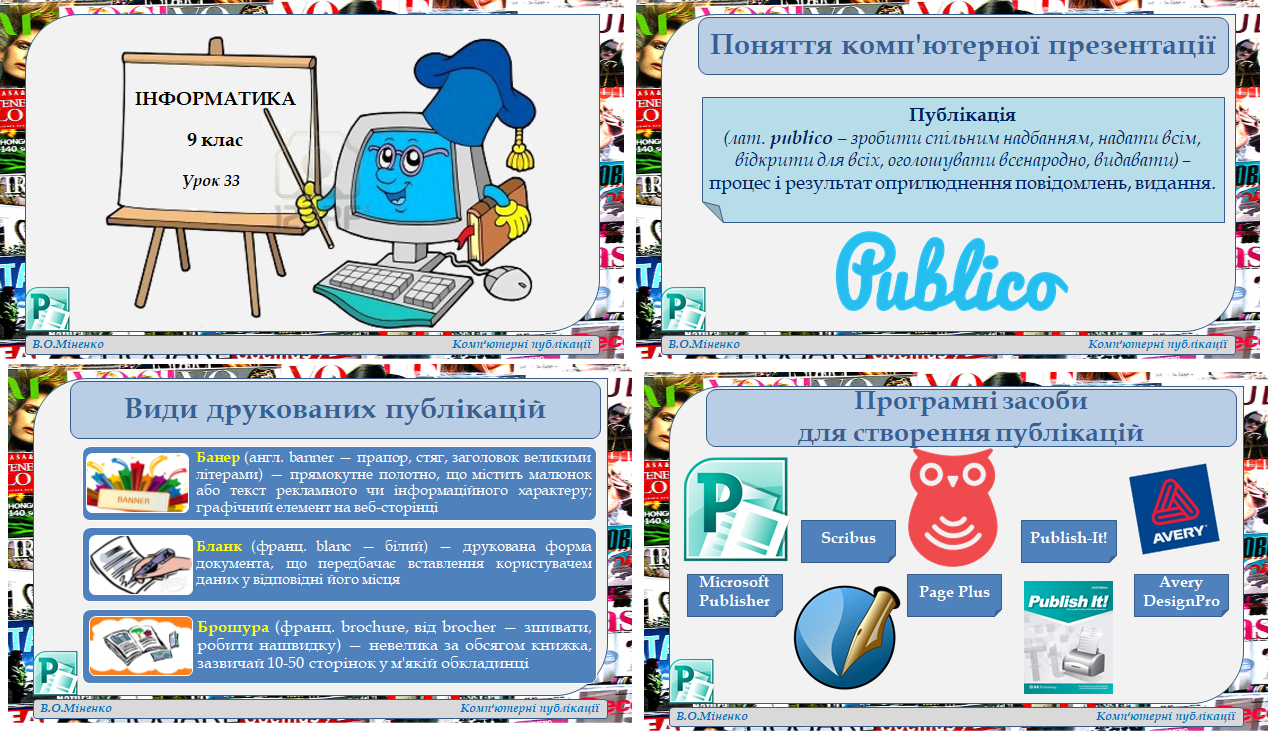 ІНФОРМАТИКА
9 клас
Урок 33
В.О.Міненко
Комп'ютерні публікації
Поняття комп'ютерної презентації
Публікація
(лат. publico – зробити спільним надбанням, надати всім,
відкрити для всіх, оголошувати всенародно, видавати) –
процес і результат оприлюднення повідомлень, видання.
Publico
В.О.Міненко
Комп'ютерні публікації
Види друкованих публікацій
BANNER
Банер (англ. banner — прапор, стяг, заголовок великими
літерами) — прямокутне полотно, що містить малюнок
або текст рекламного чи інформаційного характеру;
графічний елемент на веб-сторінці
Бланк (франц. blanc — білий) — друкована форма
документа, що передбачає вставлення користувачем
даних у відповідні його місця
Брошура (франц. brochure, від brocher — зшивати,
робити нашвидку) — невелика за обсягом книжка,
зазвичай 10-50 сторінок у м'якій обкладинці
В.О.Міненко
Комп'ютерні публікації
Програмні засоби
для створення публікацій
Microsoft
Publisher
Scribus
Page Plus
Publish-It!
Publish It!
AVERY
Avery
DesignPro
В.О.Міненко
Комп'ютерні публікації